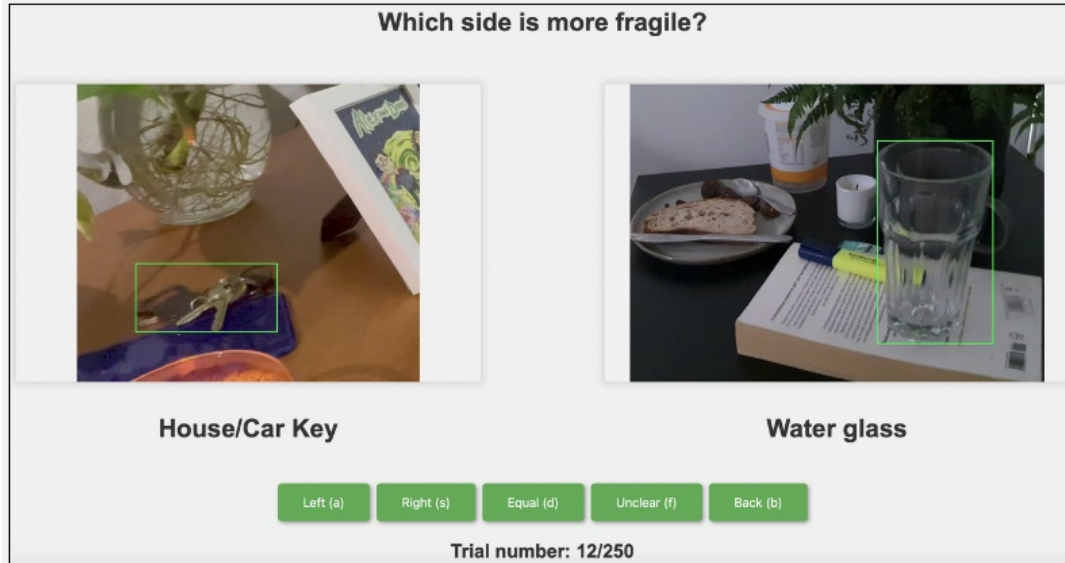 Which side is more fragile?
House/Car Key
Water glass
Left (a)
Right (s)
Equal (d)
Unclear (f)
Back (b)
Trial number: 12/250